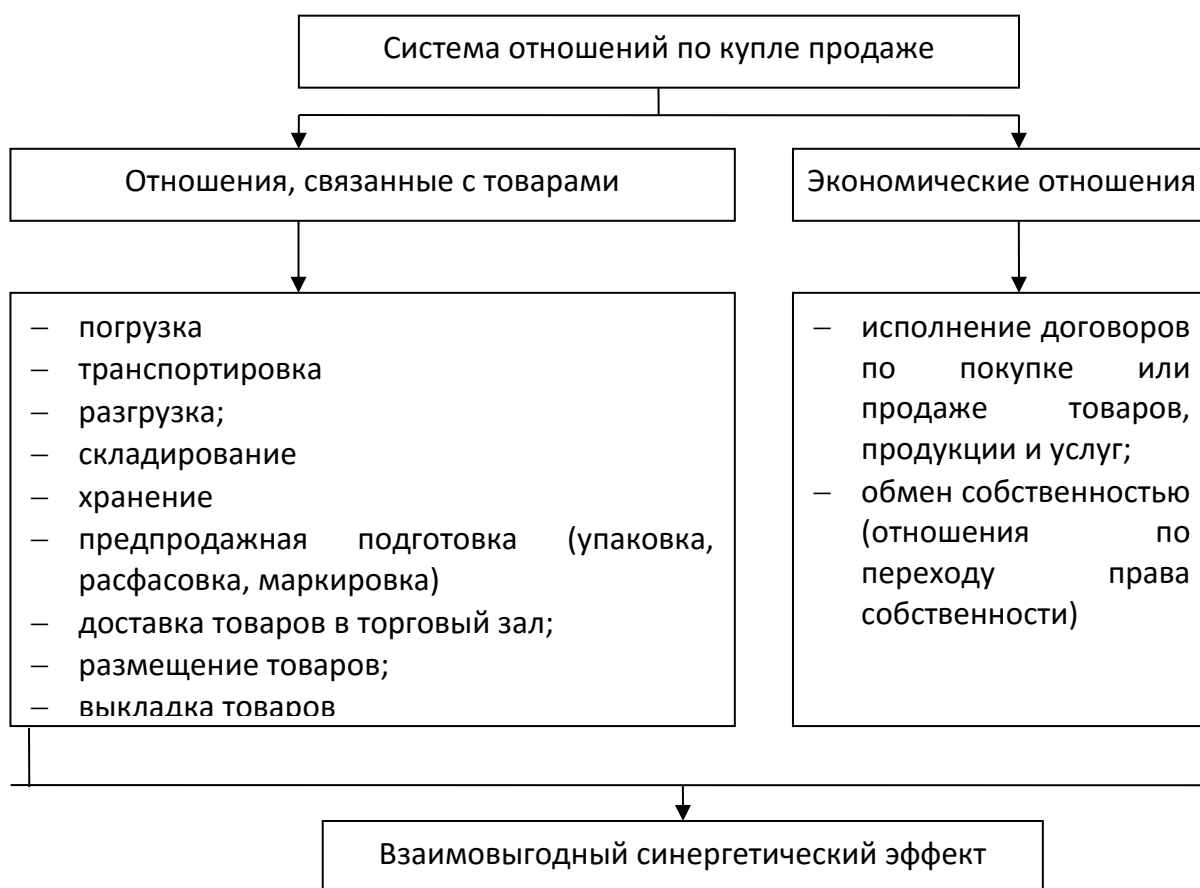 Система отношений по купле продаже
Отношения, связанные с товарами
Экономические отношения
– погрузка
– транспортировка
– разгрузка;
– складирование
– хранение
– предпродажная подготовка (упаковка,
расфасовка, маркировка)
– доставка товаров в торговый зал;
– размещение товаров;
– выкладка товаров
– исполнение договоров
по покупке или
продаже товаров,
продукции и услуг;
– обмен собственностью
(отношения по
переходу права
собственности)
Взаимовыгодный синергетический эффект